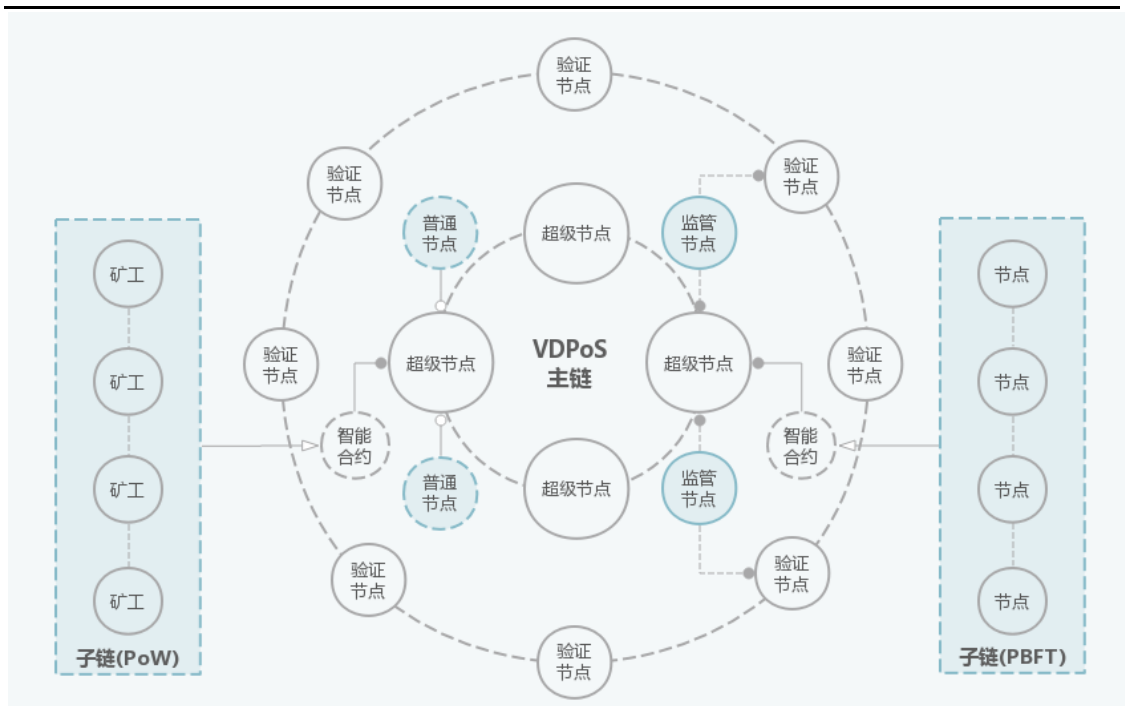 验证
节点
验证
节点
验证
节点
普通
节点
超级节点
监管
节点
矿工
节点
VDPoS
主链
验证
节点
超级节点
超级节点
验证
节点
矿工
节点
智能
合约
智能
合约
普通
节点
超级节点
监管
节点
矿工
节点
验证
节点
验证
节点
矿工
节点
验证
节点
子链(PoW)
子链(PBFT)